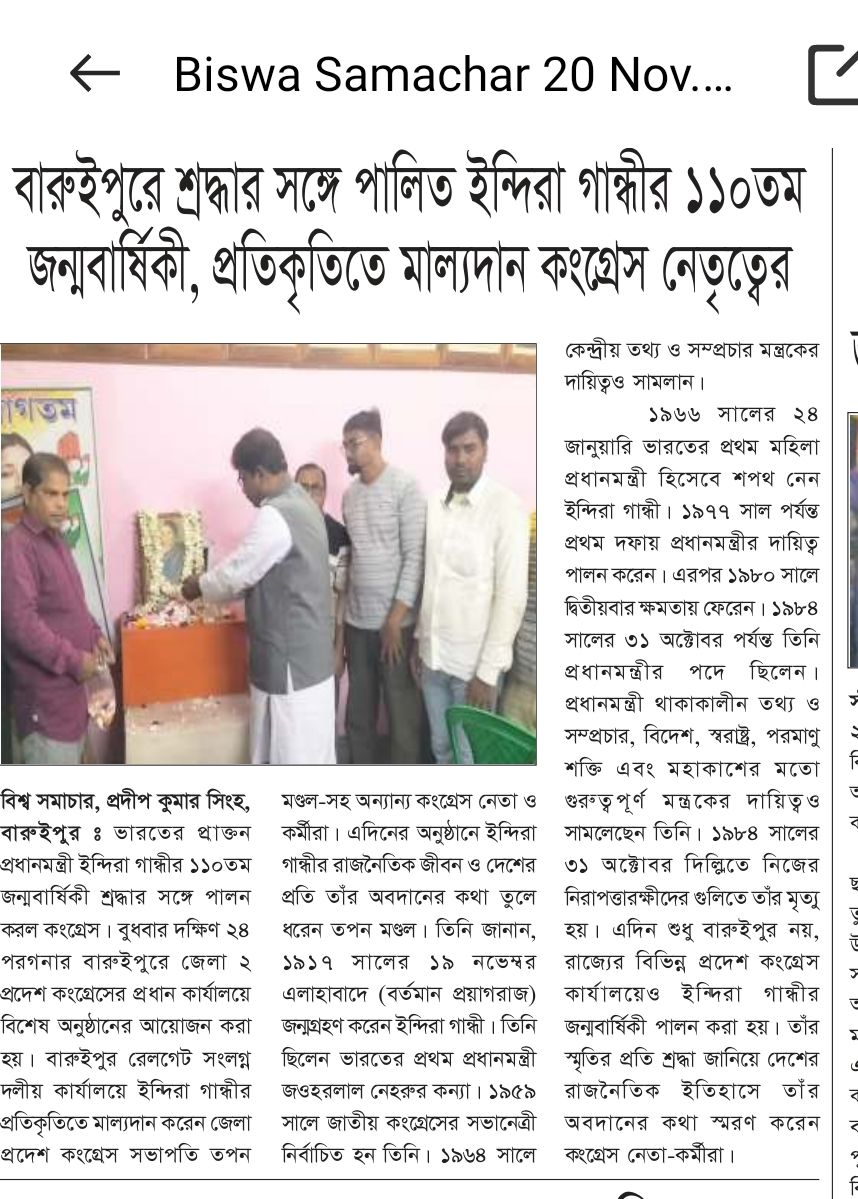 Biswa Samachar 20 Nov....
বারুইপুরে শ্রদ্ধার সঙ্গে পালিত ইন্দিরা গান্ধীর ১১০তম
জন্মবার্ষিকী, প্রতিকৃতিতে মাল্যদান কংগ্রেস নেতৃত্বের
গতম
বিশ্ব সমাচার, প্রদীপ কুমার সিংহ,
বারুইপুর ঃ ভারতের প্রাক্তন
প্রধানমন্ত্রী ইন্দিরা গান্ধীর ১১০তম
জন্মবার্ষিকী শ্রদ্ধার সঙ্গে পালন
করল কংগ্রেস। বুধবার দক্ষিণ ২৪
পরগনার বারুইপুরে জেলা ২
প্রদেশ কংগ্রেসের প্রধান কার্যালয়ে
বিশেষ অনুষ্ঠানের আয়োজন করা
হয়। বারুইপুর রেলগেট সংলগ্ন
দলীয় কার্যালয়ে ইন্দিরা গান্ধীর
প্রতিকৃতিতে মাল্যদান করেন জেলা
প্রদেশ কংগ্রেস সভাপতি তপন
মণ্ডল-সহ অন্যান্য কংগ্রেস নেতা ও
কর্মীরা। এদিনের অনুষ্ঠানে ইন্দিরা
গান্ধীর রাজনৈতিক জীবন ও দেশের
প্রতি তাঁর অবদানের কথা তুলে
ধরেন তপন মণ্ডল। তিনি জানান,
১৯১৭ সালের ১৯ নভেম্বর
এলাহাবাদে (বর্তমান প্রয়াগরাজ)
জন্মগ্রহণ করেন ইন্দিরা গান্ধী। তিনি
ছিলেন ভারতের প্রথম প্রধানমন্ত্রী
জওহরলাল নেহরুর কন্যা। ১৯৫৯
সালে জাতীয় কংগ্রেসের সভানেত্রী
নির্বাচিত হন তিনি। ১৯৬৪ সালে
কেন্দ্রীয় তথ্য ও সম্প্রচার মন্ত্রকের
দায়িত্বও সামলান।
১৯৬৬ সালের ২৪
জানুয়ারি ভারতের প্রথম মহিলা
প্রধানমন্ত্রী হিসেবে শপথ নেন
ইন্দিরা গান্ধী। ১৯৭৭ সাল পর্যন্ত
প্রথম দফায় প্রধানমন্ত্রীর দায়িত্ব
পালন করেন। এরপর ১৯৮০ সালে
দ্বিতীয়বার ক্ষমতায় ফেরেন। ১৯৮৪
সালের ৩১ অক্টোবর পর্যন্ত তিনি
প্রধানমন্ত্রীর পদে ছিলেন।
প্রধানমন্ত্রী থাকাকালীন তথ্য ও
সম্প্রচার, বিদেশ, স্বরাষ্ট্র, পরমাণু
শক্তি এবং মহাকাশের মতো
গুরুত্বপূর্ণ মন্ত্রকের দায়িত্বও
সামলেছেন তিনি। ১৯৮৪ সালের
৩১ অক্টোবর দিল্লিতে নিজের
নিরাপত্তারক্ষীদের গুলিতে তাঁর মৃত্যু
হয়। এদিন শুধু বারুইপুর নয়,
রাজ্যের বিভিন্ন প্রদেশ কংগ্রেস
কার্যালয়েও ইন্দিরা গান্ধীর
জন্মবার্ষিকী পালন করা হয়। তাঁর
স্মৃতির প্রতি শ্রদ্ধা জানিয়ে দেশের
রাজনৈতিক ইতিহাসে তাঁর
অবদানের কথা স্মরণ করেন
কংগ্রেস নেতা-কর্মীরা।